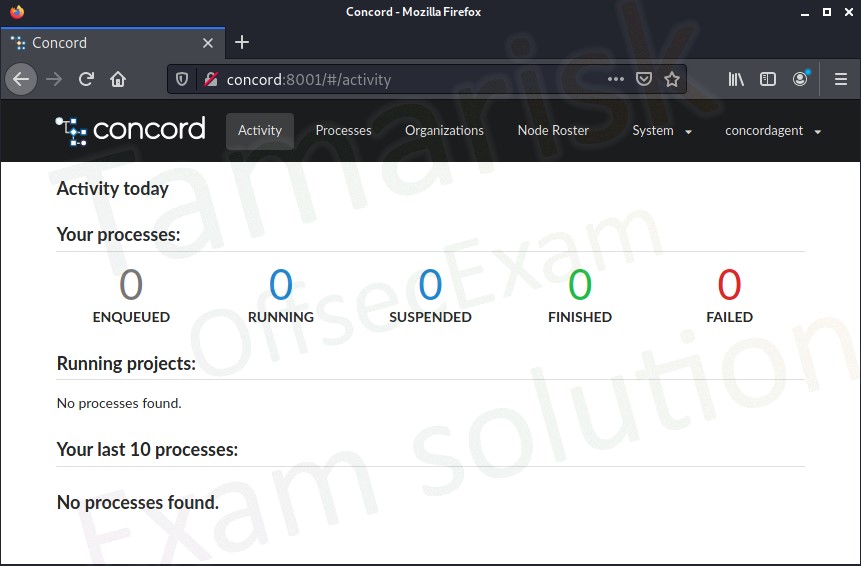 Concord - Mozilla Firefox
Concord
concord:8001/#/activity
concord Activity Processes Organizations Node Roster System concordagent
Activity today
Your processes:
0 0 0 0 0
ENQUEUED RUNNING SUSPENDED FINISHED FAILED
Running projects:
No processes found.
Your last 10 processes:
No processes found.
Tamarisk
OffsecExam
Exam solution